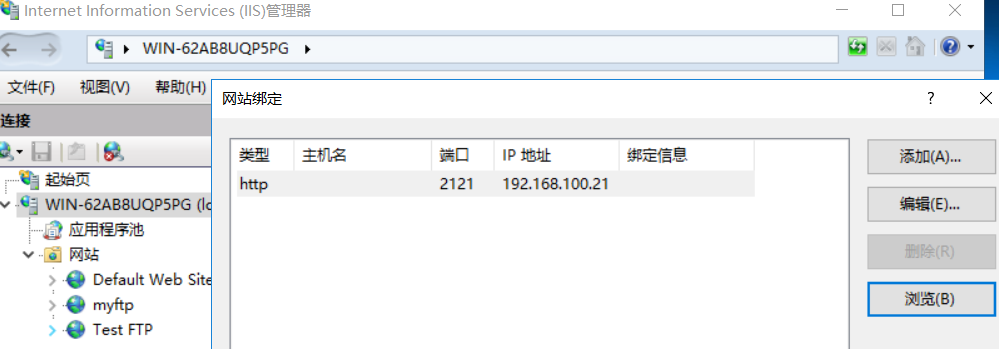 Internet Information Services (IIS)管理器
WIN-62AB8UQP5PG
文件(F) 视图(V) 帮助(H)
网站绑定 ?
连接
类型 主机名 端口 IP 地址 绑定信息
http 2121 192.168.100.21
添加(A)...
编辑(E)...
删除(R)
浏览(B)
起始页
WIN-62AB8UQP5PG (lo
应用程序池
网站
Default Web Site
myftp
Test FTP